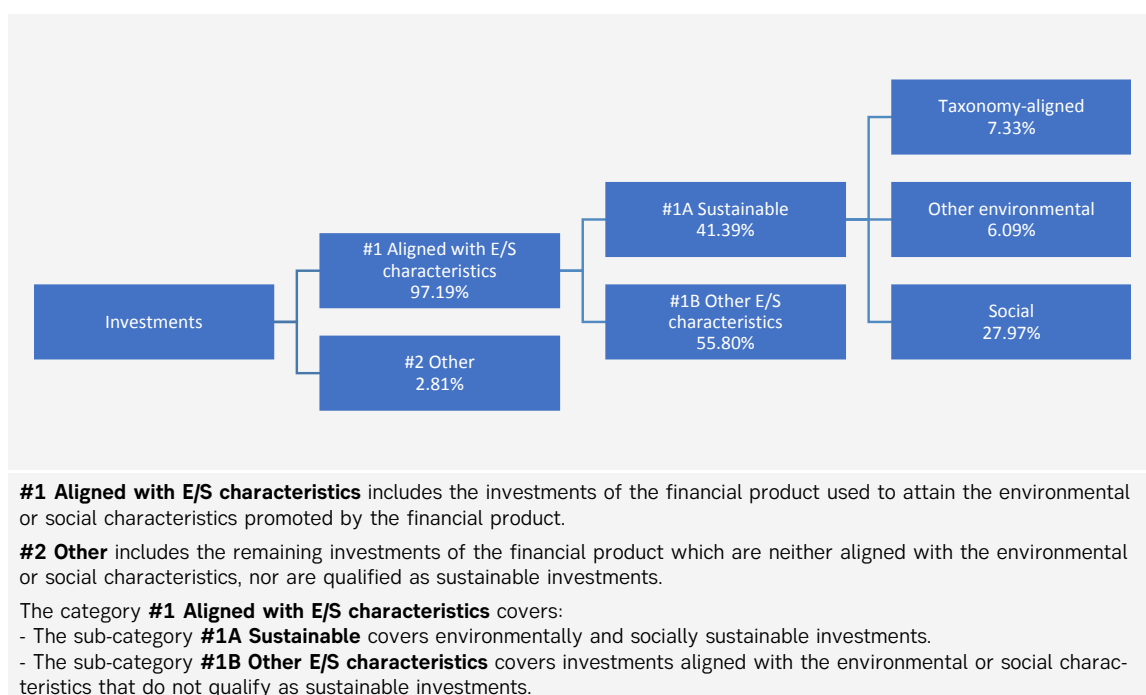 Investments
#1 Aligned with E/S
characteristics
97.19%
#2 Other
2.81%
#1A Sustainable
41.39%
#1B Other E/S
characteristics
55.80%
Taxonomy-aligned
7.33%
Other environmental
6.09%
Social
27.97%
#1 Aligned with E/S characteristics includes the investments of the financial product used to attain the environmental
or social characteristics promoted by the financial product.
#2 Other includes the remaining investments of the financial product which are neither aligned with the environmental
or social characteristics, nor are qualified as sustainable investments.
The category #1 Aligned with E/S characteristics covers:
- The sub-category #1A Sustainable covers environmentally and socially sustainable investments.
- The sub-category #1B Other E/S characteristics covers investments aligned with the environmental or social charac-
teristics that do not qualify as sustainable investments.